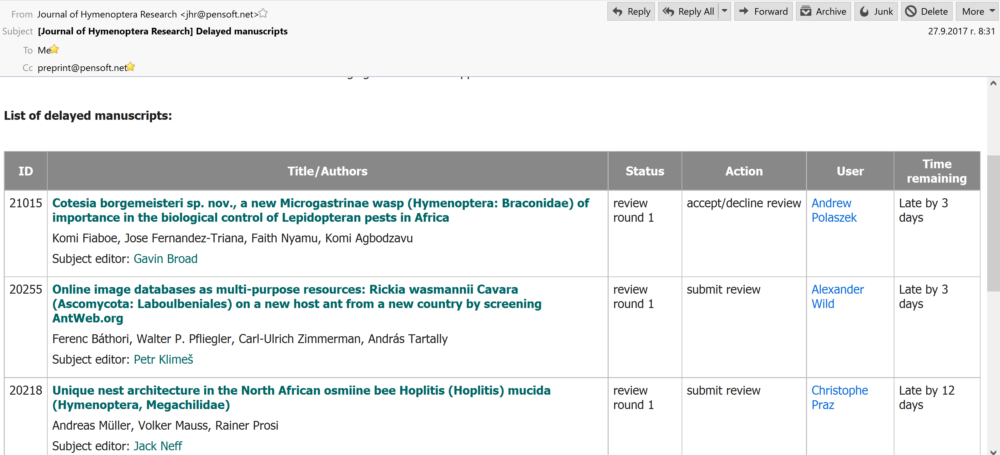 From Journal of Hymenoptera Research <jhr@pensoft.net>
Reply Reply All Forward Archive Junk Delete More
Subject [Journal of Hymenoptera Research] Delayed manuscripts
27.9.2017 г. 8:31
To Me
Cc preprint@pensoft.net
List of delayed manuscripts:
ID Title/Authors Status Action User Time remaining
21015
Cotesia borgemeisteri sp. nov., a new Microgastrinae wasp (Hymenoptera: Braconidae) of
importance in the biological control of Lepidopteran pests in Africa
Komi Fiaboe, Jose Fernandez-Triana, Faith Nyamu, Komi Agbodzavu
Subject editor: Gavin Broad
review
round 1
accept/decline review
Andrew
Polaszek
Late by 3
days
20255
Online image databases as multi-purpose resources: Rickia wasmannii Cavara
(Ascomycota: Laboulbeniales) on a new host ant from a new country by screening
AntWeb.org
Ferenc Báthori, Walter P. Pfliegler, Carl-Ulrich Zimmerman, András Tartally
Subject editor: Petr Klimeš
review
round 1
submit review
Alexander
Wild
Late by 3
days
20218
Unique nest architecture in the North African osmiine bee Hoplitis (Hoplitis) mucida
(Hymenoptera, Megachilidae)
Andreas Müller, Volker Mauss, Rainer Prosi
Subject editor: Jack Neff
review
round 1
submit review
Christophe
Praz
Late by 12
days